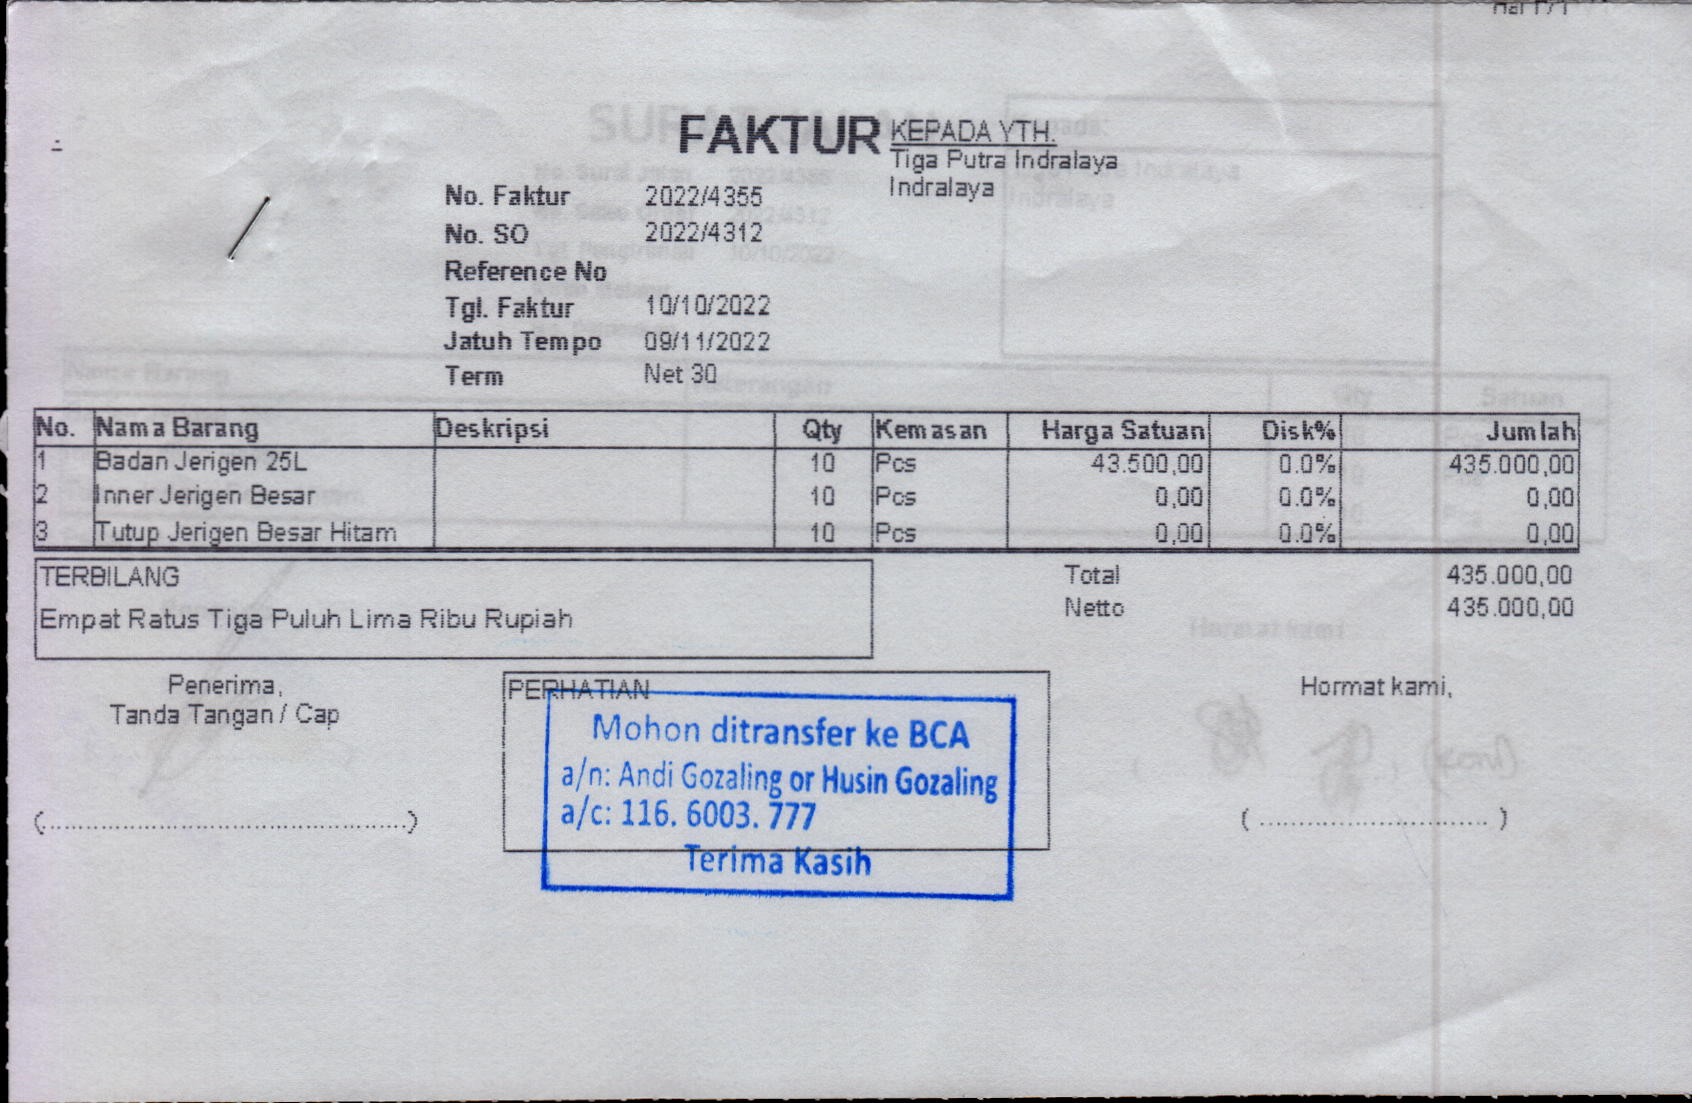 Hal 1/1
FAKTUR
KEPADA YTH.
Tiga Putra Indralaya
Indralaya
No. Faktur 2022/4355
No. SO 2022/4312
Reference No
Tgl. Faktur 10/10/2022
Jatuh Tempo 09/11/2022
Term Net 30
No. Nama Barang Deskripsi Qty Kemasan Harga Satuan Disk% Jumlah
1 Badan Jerigen 25L 10 Pcs 43.500,00 0.0% 435.000,00
2 Inner Jerigen Besar 10 Pcs 0,00 0.0% 0,00
3 Tutup Jerigen Besar Hitam 10 Pcs 0,00 0.0% 0,00
TERBILANG
Empat Ratus Tiga Puluh Lima Ribu Rupiah
Total 435.000,00
Netto 435.000,00
Penerima,
Tanda Tangan / Cap
(........................................)
PERHATIAN
Mohon ditransfer ke BCA
a/n: Andi Gozaling or Husin Gozaling
a/c: 116. 6003. 777
Terima Kasih
Hormat kami,
( ............................ )